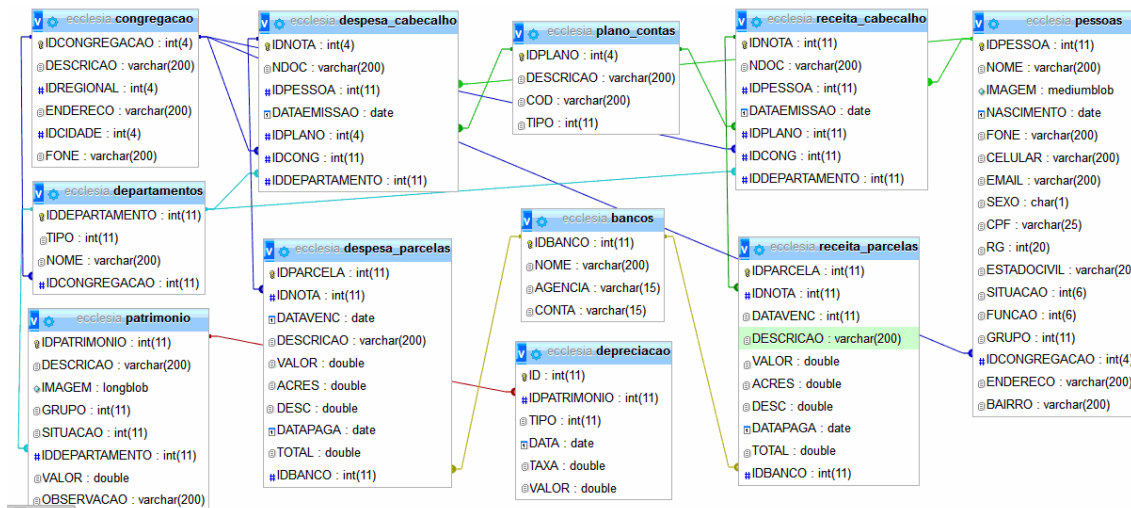 ecclesia congregacao
IDCONGREGACAO : int(4)
DESCRICAO : varchar(200)
IDREGIONAL : int(4)
ENDERECO : varchar(200)
IDCIDADE : int(4)
FONE : varchar(200)
ecclesia departamentos
IDDEPARTAMENTO : int(11)
TIPO : int(11)
NOME : varchar(200)
IDCONGREGACAO : int(11)
ecclesia patrimonio
IDPATRIMONIO : int(11)
DESCRICAO : varchar(200)
IMAGEM : longblob
GRUPO : int(11)
SITUACAO : int(11)
IDDEPARTAMENTO : int(11)
VALOR : double
OBSERVACAO : varchar(200)
ecclesia despesa_cabecalho
IDNOTA : int(4)
NDOC : varchar(200)
IDPESSOA : int(11)
DATAEMISSAO : date
IDPLANO : int(4)
IDCONG : int(11)
IDDEPARTAMENTO : int(11)
ecclesia despesa_parcelas
IDPARCELA : int(11)
IDNOTA : int(11)
DATAVENC : date
DESCRICAO : varchar(200)
VALOR : double
ACRES : double
DESC : double
DATAPAGA : date
TOTAL : double
IDBANCO : int(11)
ecclesia plano_contas
IDPLANO : int(4)
DESCRICAO : varchar(200)
COD : varchar(200)
TIPO : int(11)
ecclesia bancos
IDBANCO : int(11)
NOME : varchar(200)
AGENCIA : varchar(15)
CONTA : varchar(15)
ecclesia depreciacao
ID : int(11)
IDPATRIMONIO : int(11)
TIPO : int(11)
DATA : date
TAXA : double
VALOR : double
ecclesia receita_cabecalho
IDNOTA : int(11)
NDOC : varchar(200)
IDPESSOA : int(11)
DATAEMISSAO : date
IDPLANO : int(11)
IDCONG : int(11)
IDDEPARTAMENTO : int(11)
ecclesia receita_parcelas
IDPARCELA : int(11)
IDNOTA : int(11)
DATAVENC : int(11)
DESCRICAO : varchar(200)
VALOR : double
ACRES : double
DESC : double
DATAPAGA : date
TOTAL : double
IDBANCO : int(11)
ecclesia pessoas
IDPESSOA : int(11)
NOME : varchar(200)
IMAGEM : mediumblob
NASCIMENTO : date
FONE : varchar(200)
CELULAR : varchar(200)
EMAIL : varchar(200)
SEXO : char(1)
CPF : varchar(25)
RG : int(20)
ESTADOCIVIL : varchar(20
SITUACAO : int(6)
FUNCAO : int(6)
GRUPO : int(11)
IDCONGREGACAO : int(4)
ENDERECO : varchar(200)
BAIRRO : varchar(200)